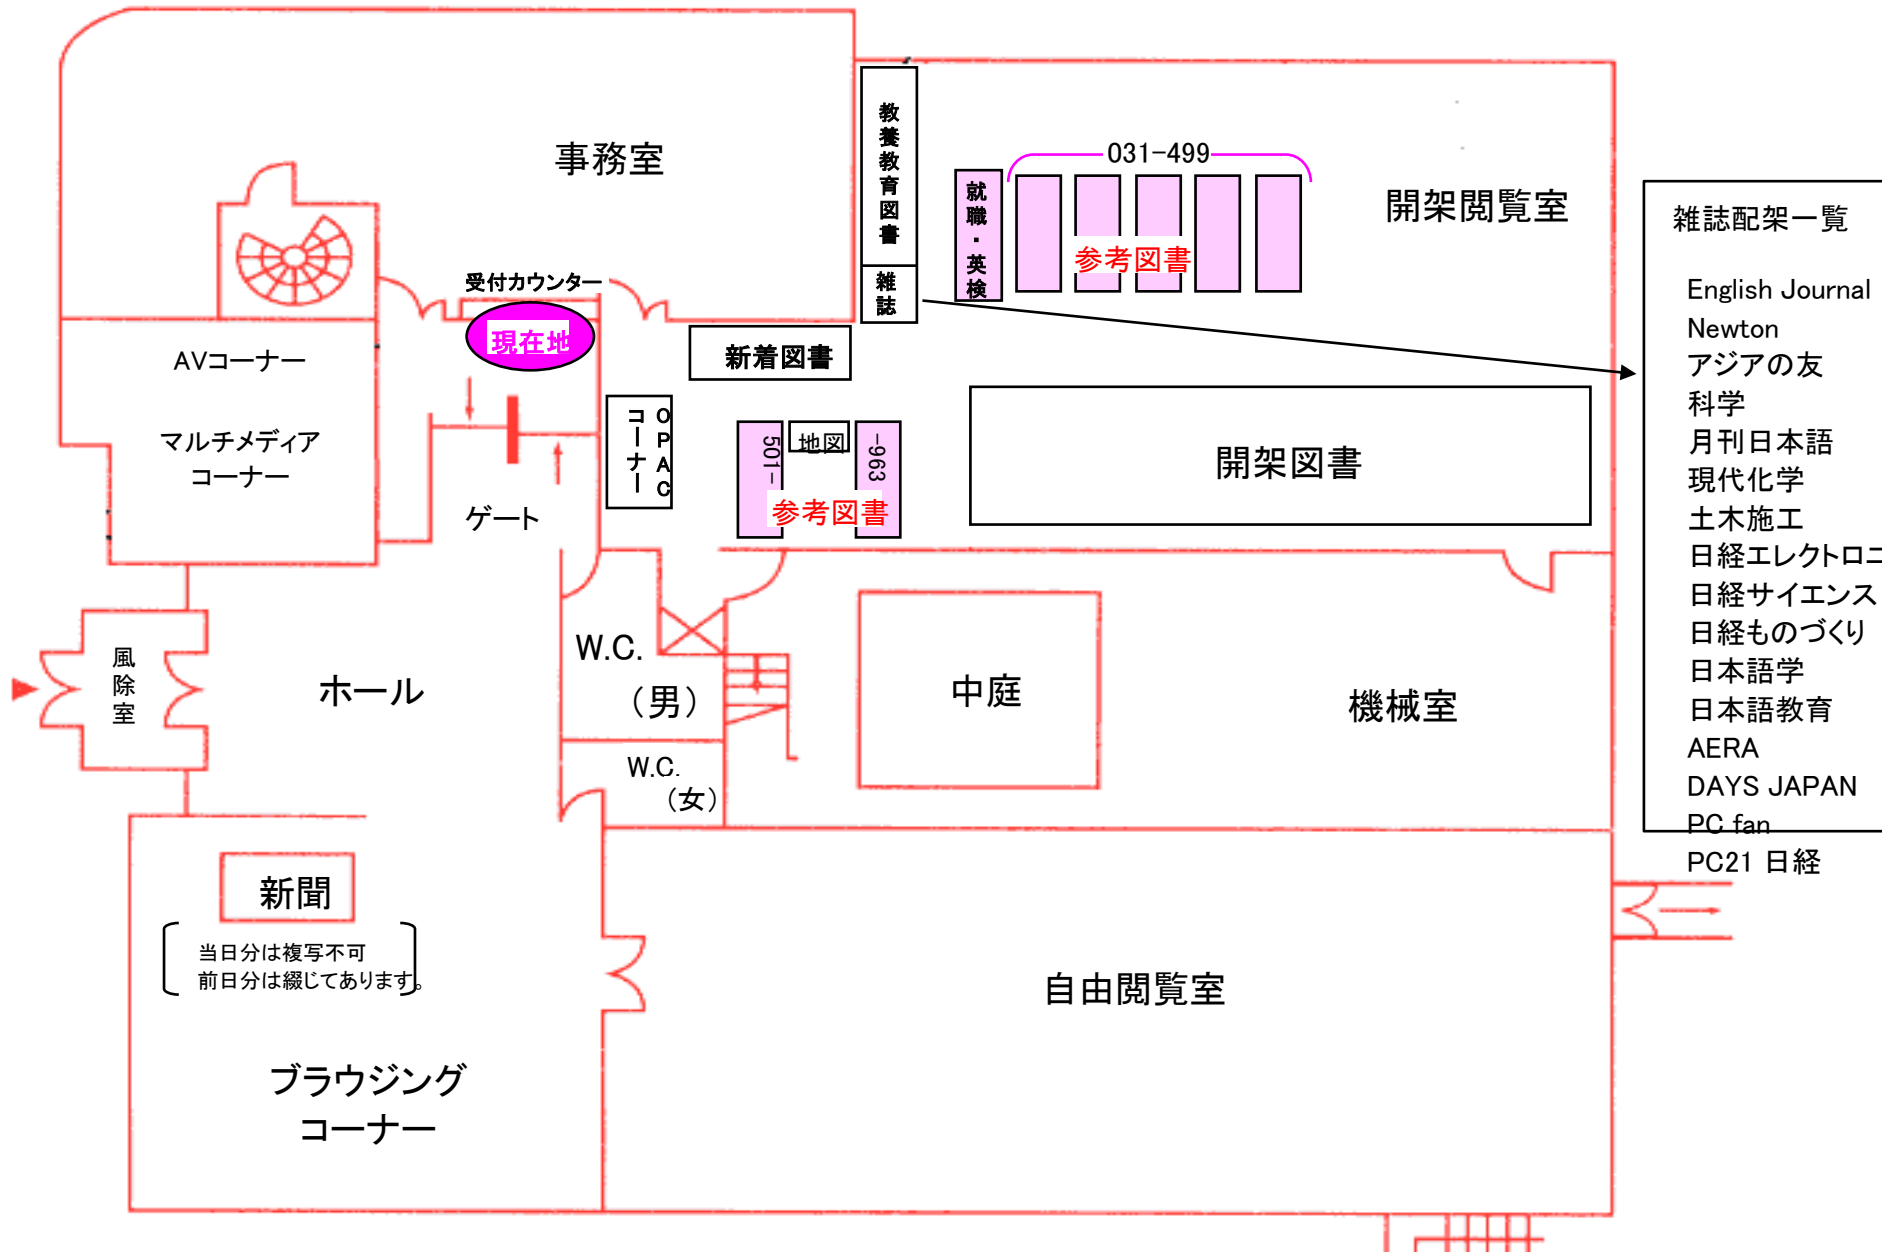 事務室
教養教育図書
雑誌
就職・英検
031-499
参考図書
開架閲覧室
受付カウンター
現在地
新着図書
AVコーナー
マルチメディア
コーナー
OPAC
コーナー
501-
地図
-963
参考図書
開架図書
ゲート
風除室
ホール
W.C.
（男）
W.C.
（女）
中庭
機械室
新聞
当日分は複写不可
前日分は綴じてあります。
ブラウジング
コーナー
自由閲覧室
雑誌配架一覧
English Journal
Newton
アジアの友
科学
月刊日本語
現代化学
土木施工
日経エレクトロニ
日経サイエンス
日経ものづくり
日本語学
日本語教育
AERA
DAYS JAPAN
PC fan
PC21 日経